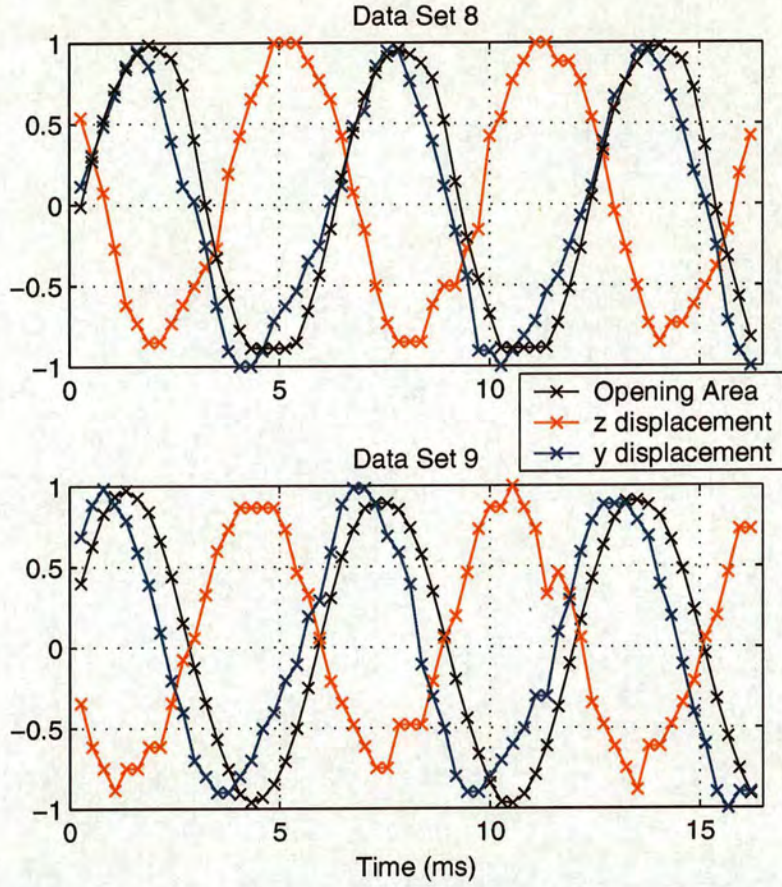 Data Set 8
1
0.5
0
−0.5
−1
0 5 10 15
Opening Area
z displacement
y displacement
Data Set 9
1
0.5
0
−0.5
−1
0 5 10 15
Time (ms)